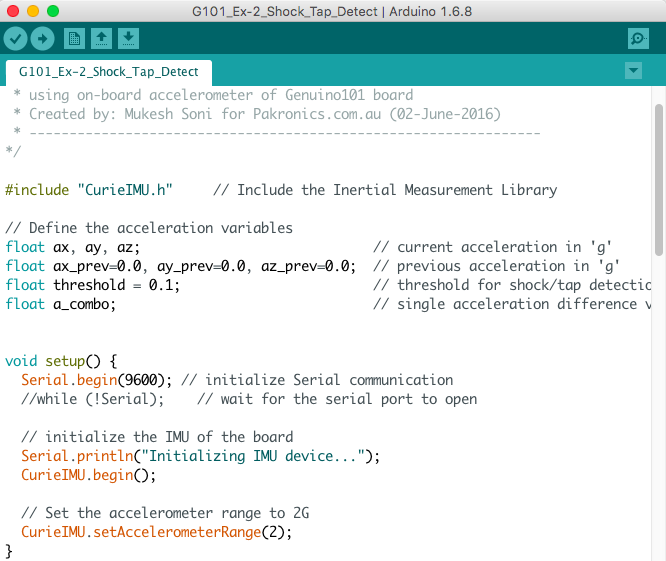 G101_Ex-2_Shock_Tap_Detect | Arduino 1.6.8
G101_Ex-2_Shock_Tap_Detect
* using on-board accelerometer of Genuino101 board
* Created by: Mukesh Soni for Pakronics.com.au (02-June-2016)
* ----------------------------------------------------------------
*/
#include "CurieIMU.h"     // Include the Inertial Measurement Library
// Define the acceleration variables
float ax, ay, az;                             // current acceleration in 'g'
float ax_prev=0.0, ay_prev=0.0, az_prev=0.0;  // previous acceleration in 'g'
float threshold = 0.1;                        // threshold for shock/tap detectio
float a_combo;                                // single acceleration difference v
void setup() {
  Serial.begin(9600); // initialize Serial communication
  //while (!Serial);    // wait for the serial port to open
  // initialize the IMU of the board
  Serial.println("Initializing IMU device...");
  CurieIMU.begin();
  // Set the accelerometer range to 2G
  CurieIMU.setAccelerometerRange(2);
}